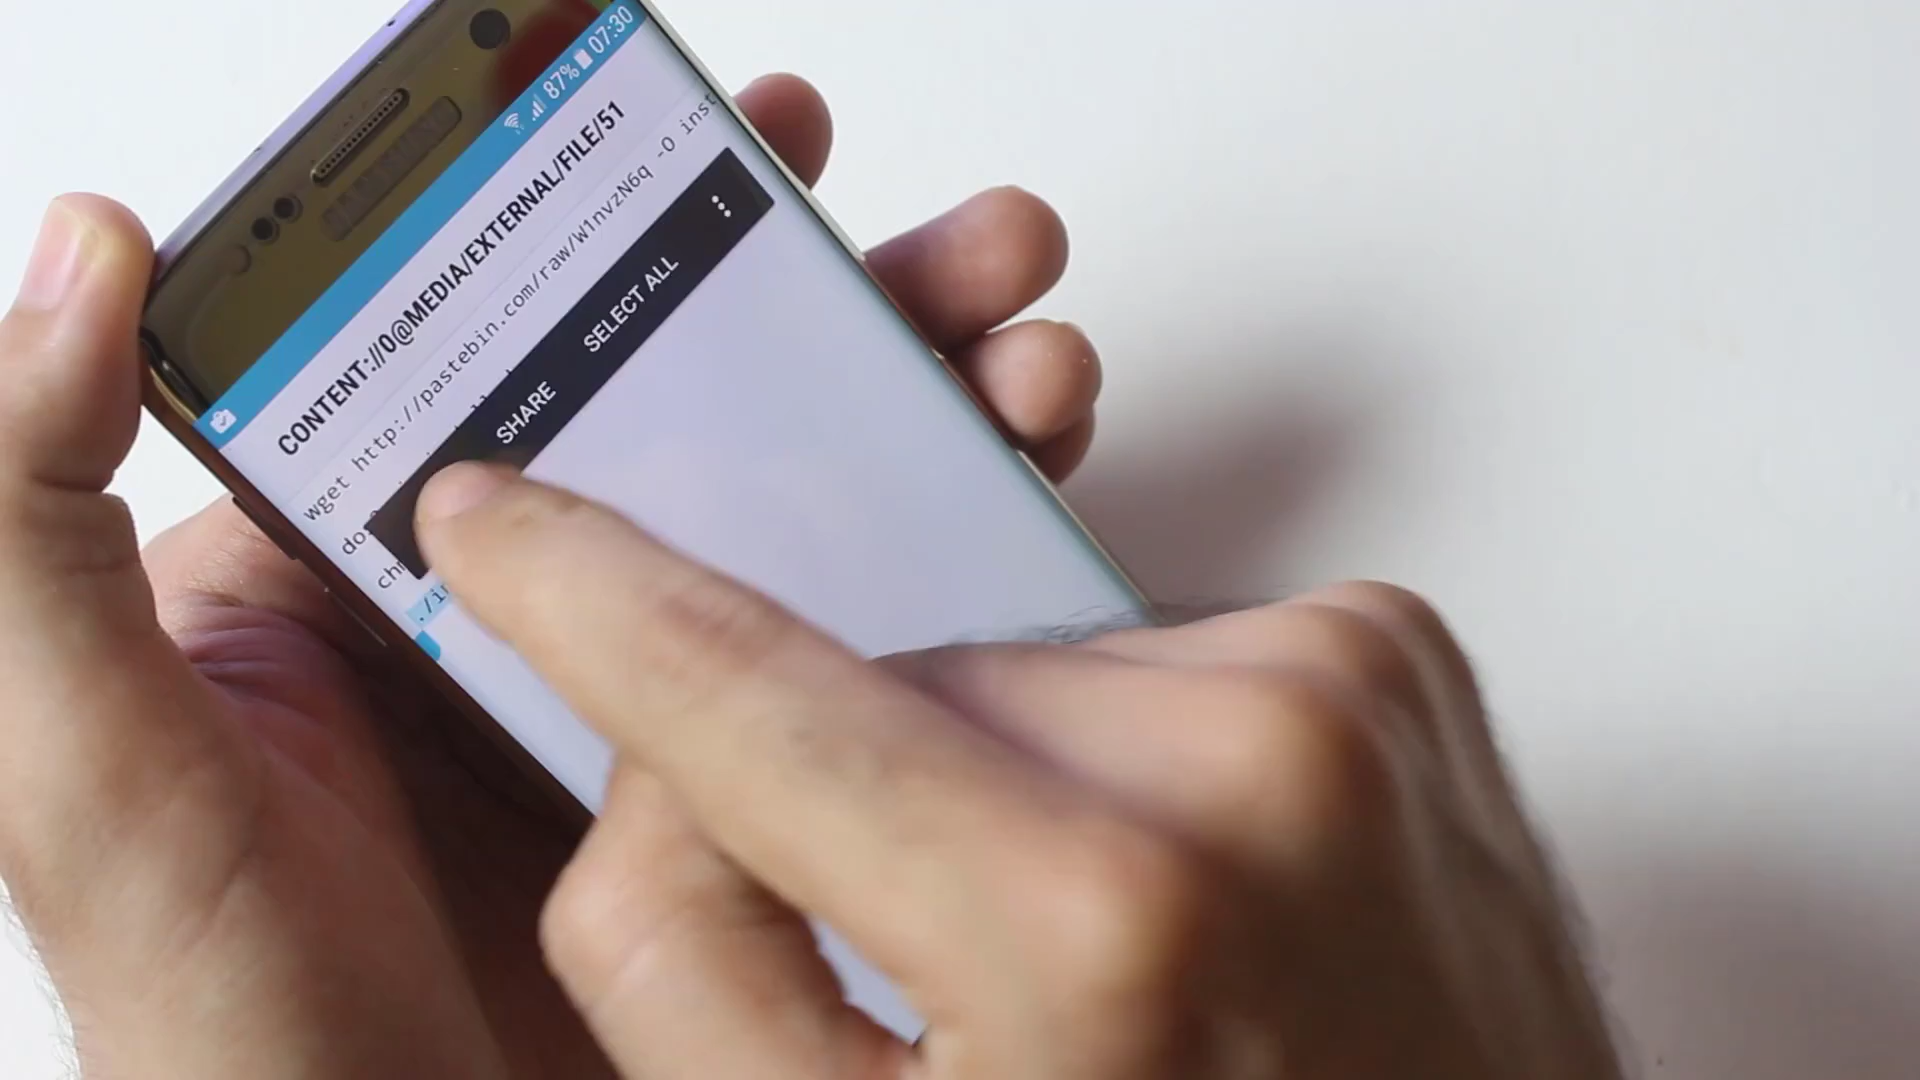 87% 07:30
CONTENT://0@MEDIA/EXTERNAL/FILE/51
wget http://pastebin.com/raw/W1nvzN6q -O inst
SHARE SELECT ALL
SAMSUNG